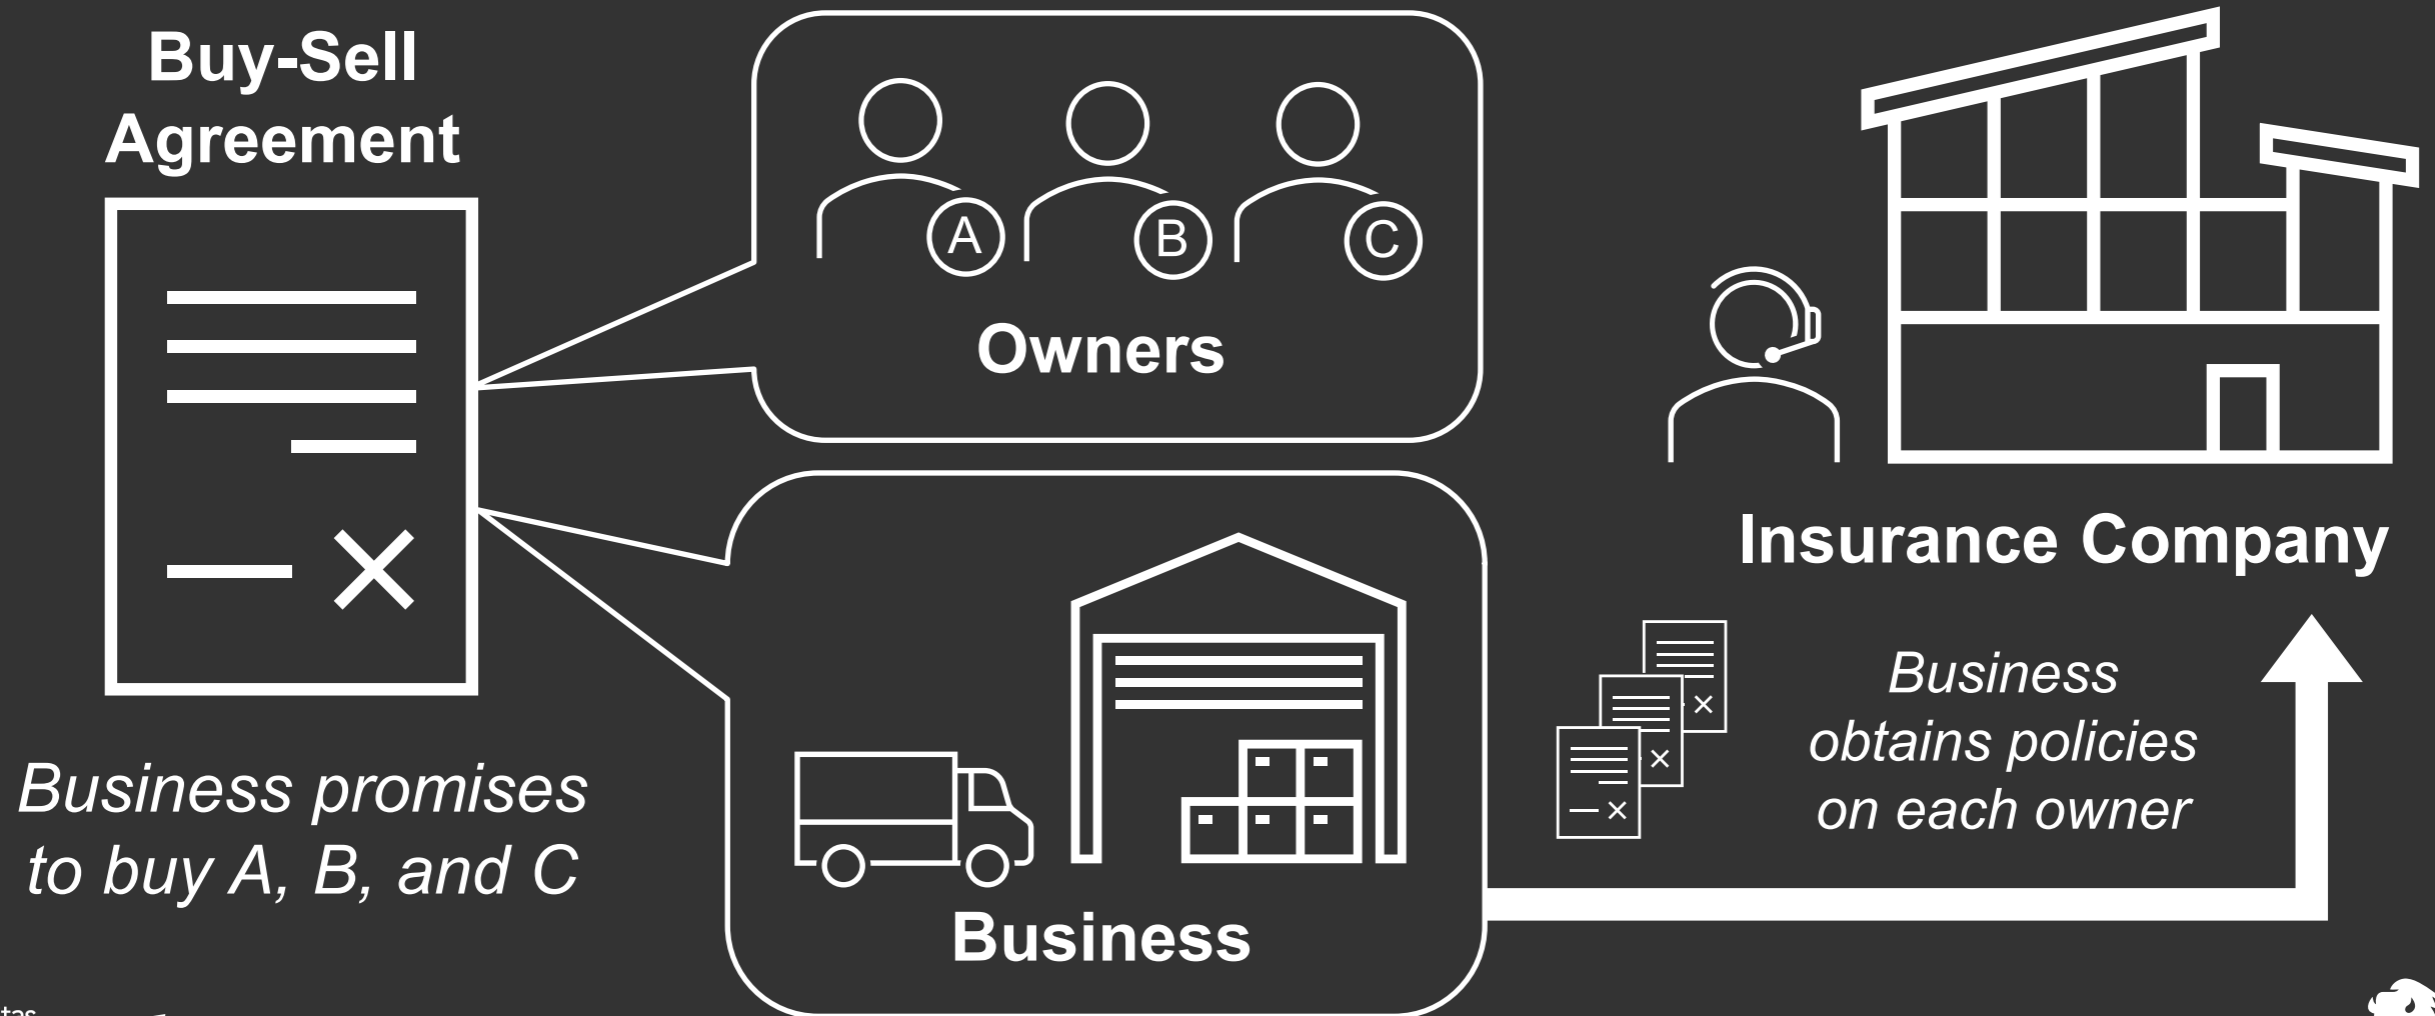 Buy-Sell
Agreement
A
B
C
Owners
Insurance Company
Business
obtains policies
on each owner
Business promises
to buy A, B, and C
Business